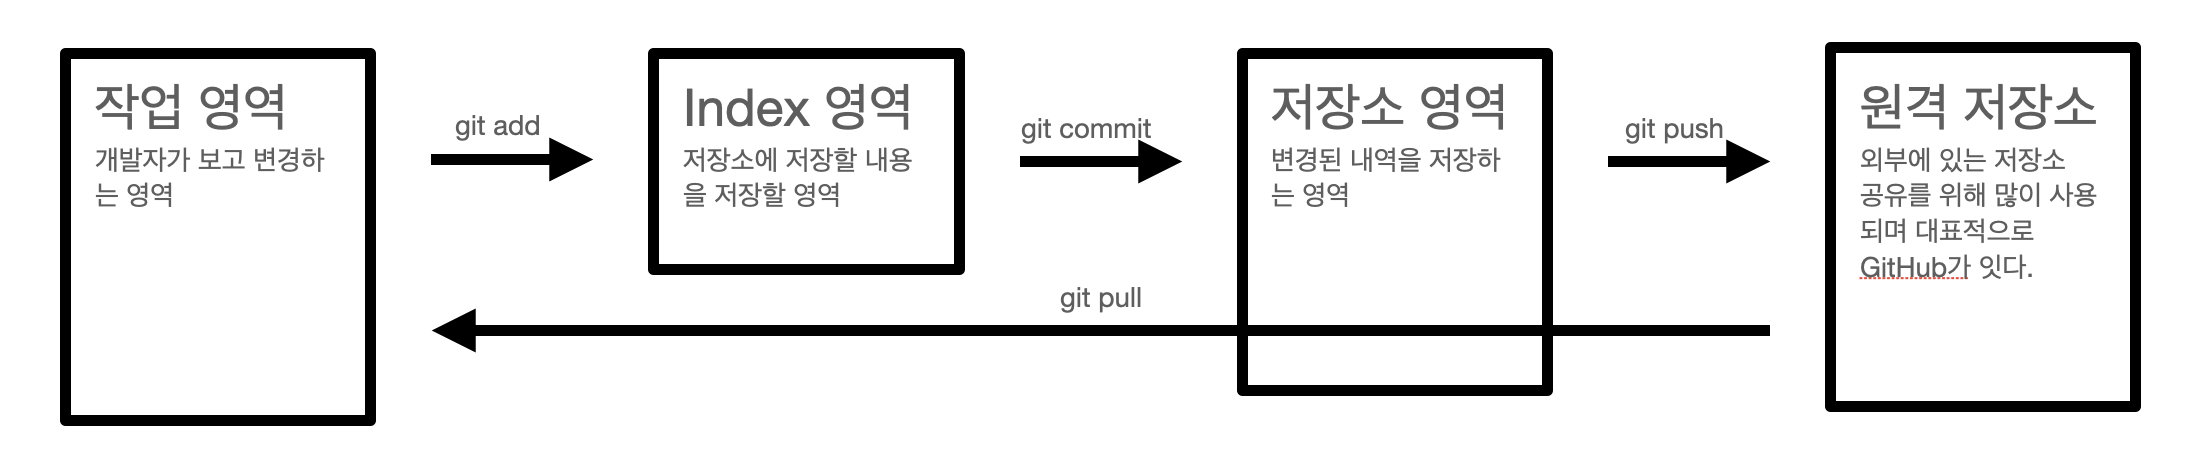 작업 영역
개발자가 보고 변경하
는 영역
git add
Index 영역
저장소에 저장할 내용
을 저장할 영역
git commit
저장소 영역
변경된 내역을 저장하
는 영역
git push
원격 저장소
외부에 있는 저장소
공유를 위해 많이 사용
되며 대표적으로
GitHub가 잇다.
git pull